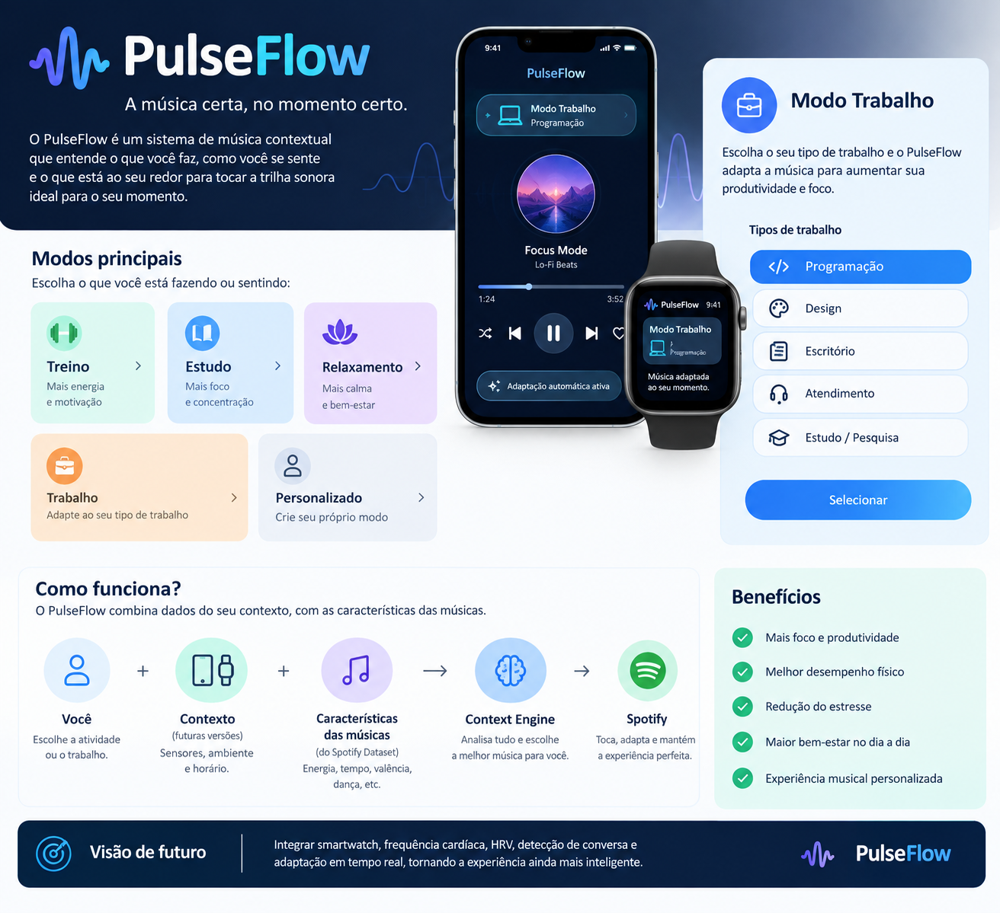 PulseFlow
A música certa, no momento certo.
O PulseFlow é um sistema de música contextual
que entende o que você faz, como você se sente
e o que está ao seu redor para tocar a trilha sonora
ideal para o seu momento.
9:41
PulseFlow
Modo Trabalho
Programação
Focus Mode
Lo-Fi Beats
1:24
3:52
Adaptação automática ativa
PulseFlow 9:41
Modo Trabalho
Programação
Música adaptada
ao seu momento.
Modo Trabalho
Escolha o seu tipo de trabalho e o PulseFlow
adapta a música para aumentar sua
produtividade e foco.
Tipos de trabalho
Programação
Design
Escritório
Atendimento
Estudo / Pesquisa
Selecionar
Modos principais
Escolha o que você está fazendo ou sentindo:
Treino
Mais energia
e motivação
Estudo
Mais foco
e concentração
Relaxamento
Mais calma
e bem-estar
Trabalho
Adapte ao seu tipo de trabalho
Personalizado
Crie seu próprio modo
Como funciona?
O PulseFlow combina dados do seu contexto, com as características das músicas.
Você
Escolhe a atividade
ou o trabalho.
Contexto
(futuras versões)
Sensores, ambiente
e horário.
Características
das músicas
(do Spotify Dataset)
Energia, tempo, valência,
dança, etc.
Context Engine
Analisa tudo e escolhe
a melhor música para você.
Spotify
Toca, adapta e mantém
a experiência perfeita.
Benefícios
Mais foco e produtividade
Melhor desempenho físico
Redução do estresse
Maior bem-estar no dia a dia
Experiência musical personalizada
Visão de futuro
Integrar smartwatch, frequência cardíaca, HRV, detecção de conversa e
adaptação em tempo real, tornando a experiência ainda mais inteligente.
PulseFlow